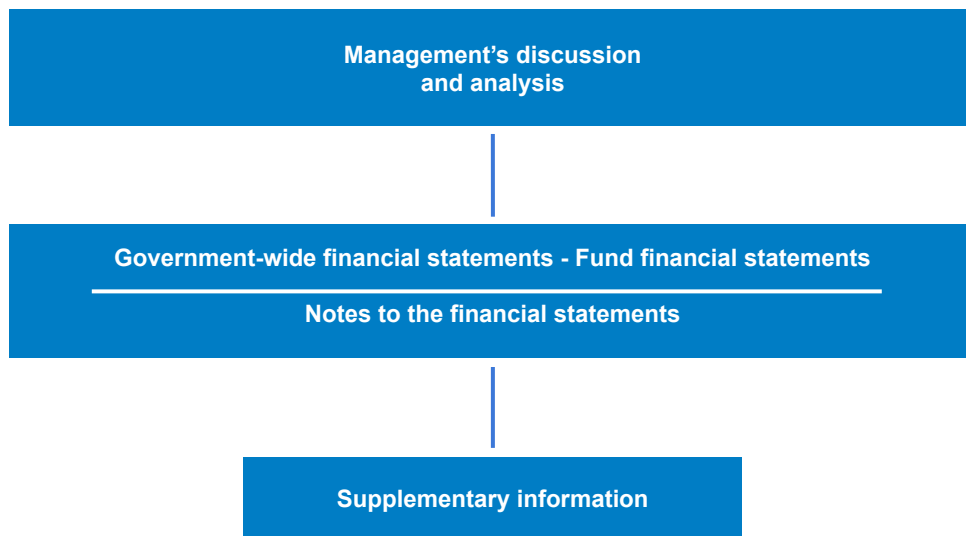 Management’s discussion
and analysis
Government-wide financial statements - Fund financial statements
Notes to the financial statements
Supplementary information